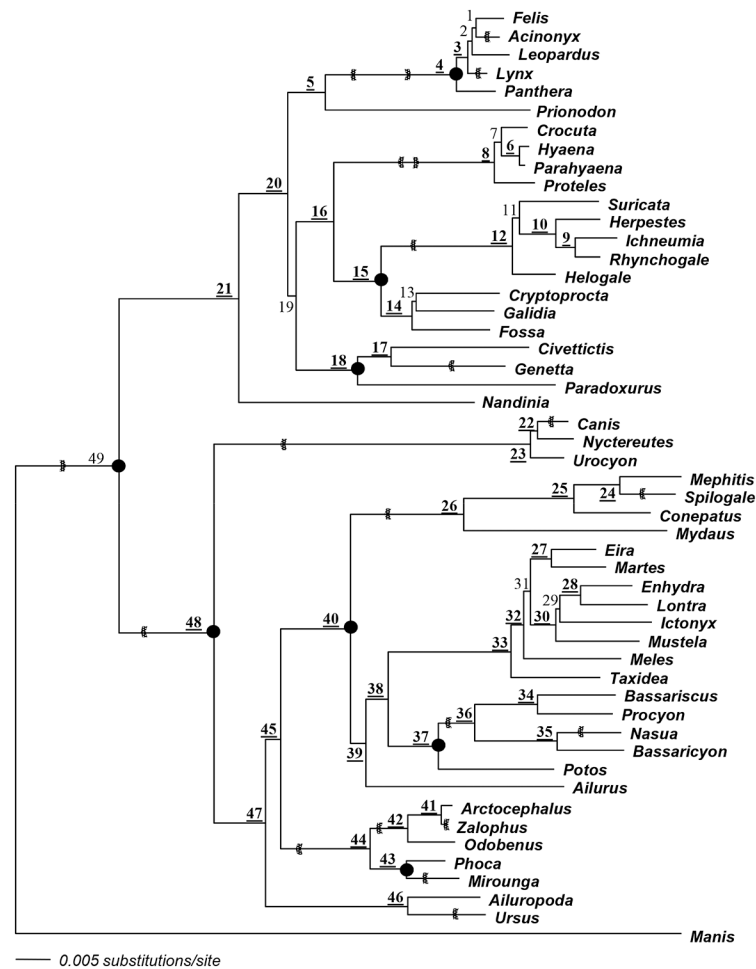 1 Felis
2 Acinonyx
3 Leopardus
4 Lynx
5 Panthera
Prionodon
7 Crocuta
8 6 Hyaena
Parahyaena
20 Proteles
16 11 Suricata
12 10 Herpestes
9 Ichneumia
Rhynchogale
15 Helogale
21 13 Cryptoprocta
19 14 Galidia
Fossa
18 17 Civettictis
Genetta
Paradoxurus
Nandinia
22 Canis
Nyctereutes
49 23 Urocyon
Mephitis
25 24 Spilogale
26 Conepatus
Mydaus
27 Eira
Martes
31 28 Enhydra
29 Lontra
48 40 32 30 Ictonyx
Mustela
33 Meles
Taxidea
38 34 Bassariscus
36 Procyon
45 37 35 Nasua
39 Bassaricyon
Potos
Ailurus
47 41 Arctocephalus
42 Zalophus
44 Odobenus
43 Phoca
Mirounga
46 Ailuropoda
Ursus
Manis
0.005 substitutions/site